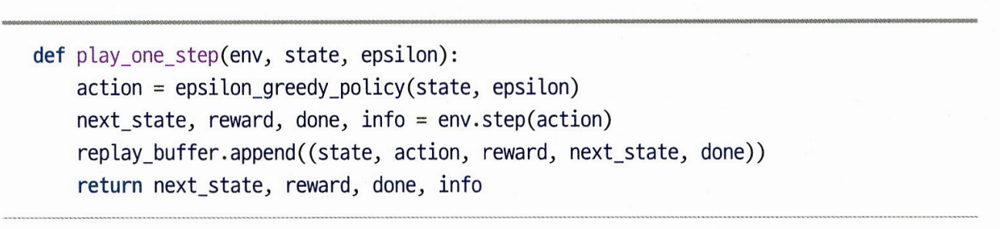 def play_one_step(env, state, epsilon):
    action = epsilon_greedy_policy(state, epsilon)
    next_state, reward, done, info = env.step(action)
    replay_buffer.append((state, action, reward, next_state, done))
    return next_state, reward, done, info